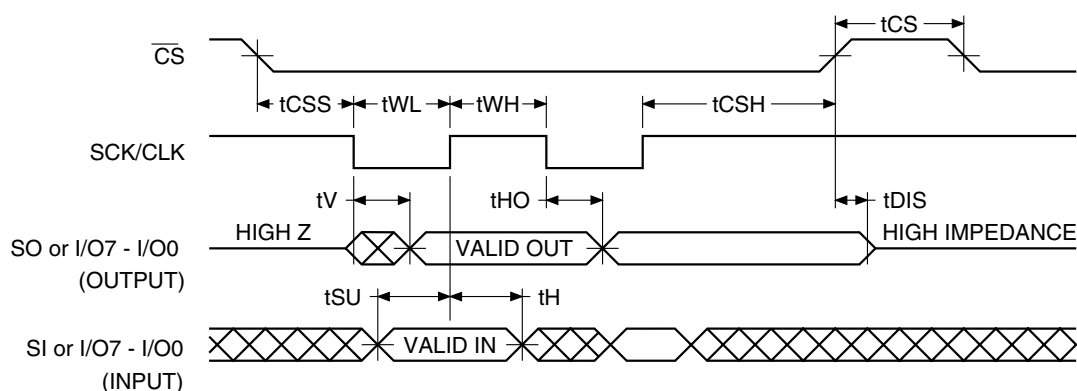 tCS
CS
tCSS tWL tWH tCSH
SCK/CLK
tV tHO tDIS
HIGH Z VALID OUT HIGH IMPEDANCE
SO or I/O7 - I/O0
(OUTPUT)
tSU tH
VALID IN
SI or I/O7 - I/O0
(INPUT)